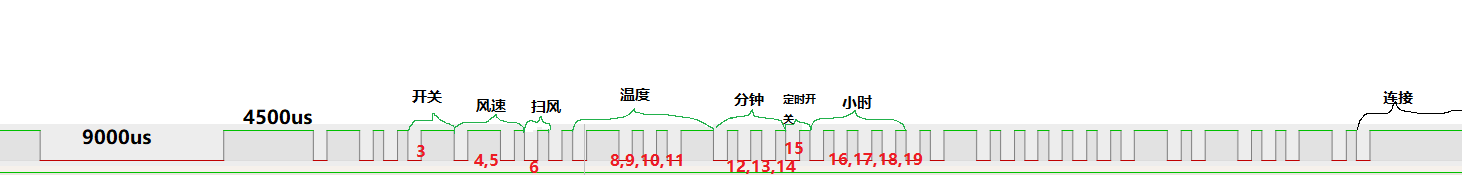 9000us
4500us
开关
3
风速
4,5
扫风
6
温度
8,9,10,11
分钟
12,13,14
定时开
关
15
小时
16,17,18,19
连接